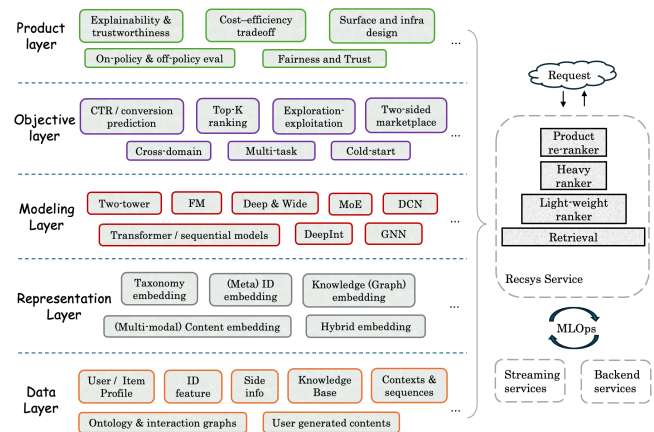 Product
layer
Explainability &
trustworthiness
Cost–efficiency
tradeoff
Surface and infra
design
On-policy & off-policy eval
Fairness and Trust
...
Objective
layer
CTR / conversion
prediction
Top-K
ranking
Exploration-
exploitation
Two-sided
marketplace
Cross-domain
Multi-task
Cold-start
...
Modeling
Layer
Two-tower
FM
Deep & Wide
MoE
DCN
Transformer / sequential models
DeepInt
GNN
...
Representation
Layer
Taxonomy
embedding
(Meta) ID
embedding
Knowledge (Graph)
embedding
(Multi-modal) Content embedding
Hybrid embedding
...
Data
Layer
User / Item
Profile
ID
feature
Side
info
Knowledge
Base
Contexts &
sequences
Ontology & interaction graphs
User generated contents
...
Request
Product
re-ranker
Heavy
ranker
Light-weight
ranker
Retrieval
Recsys Service
MLOps
Streaming
services
Backend
services